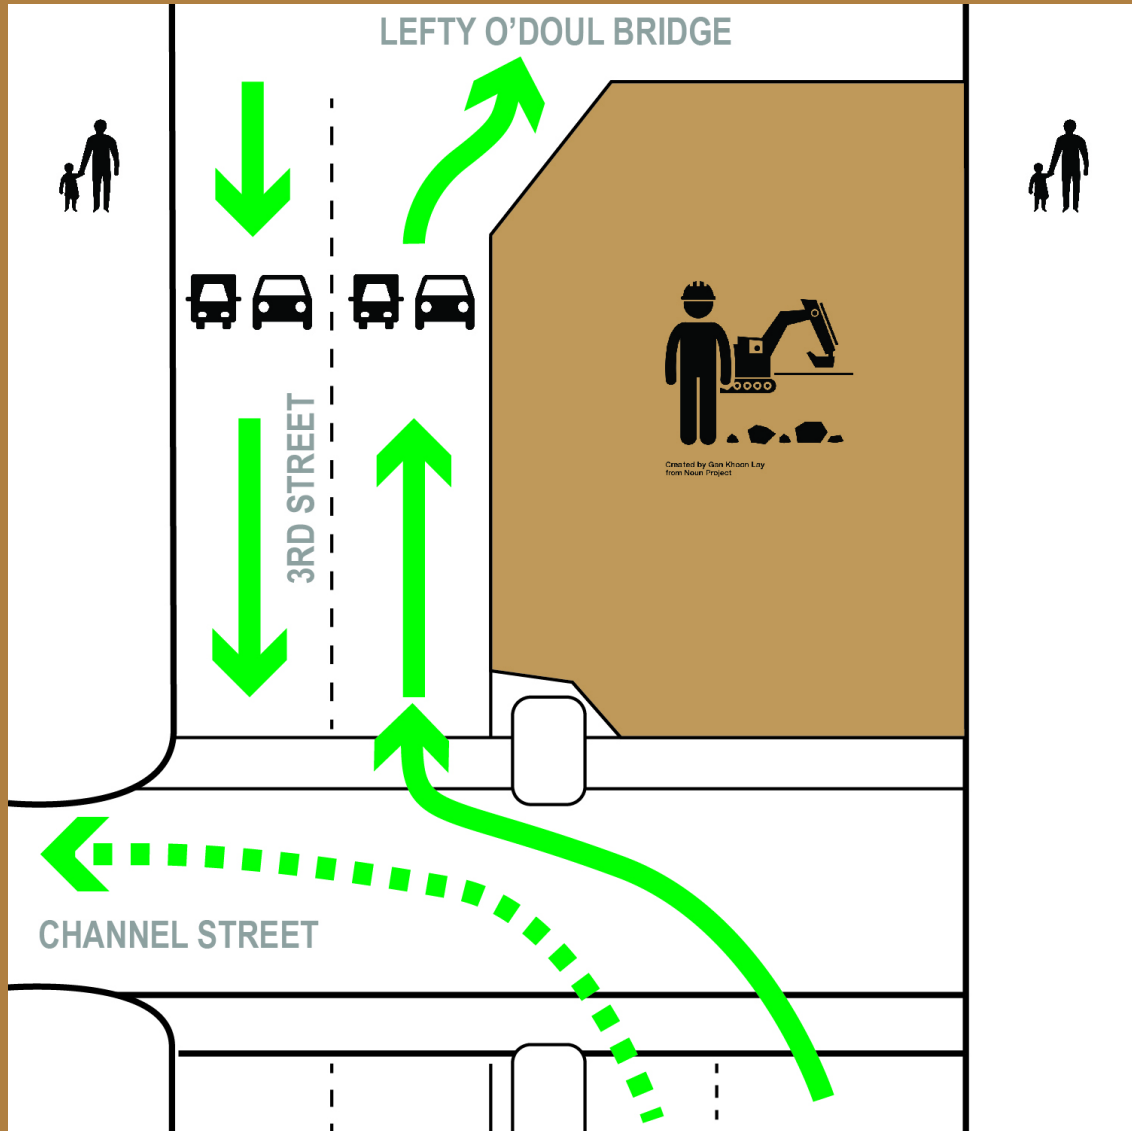 LEFTY O’DOUL BRIDGE
3RD STREET
Created by Gan Khoon Lay
from Noun Project
CHANNEL STREET